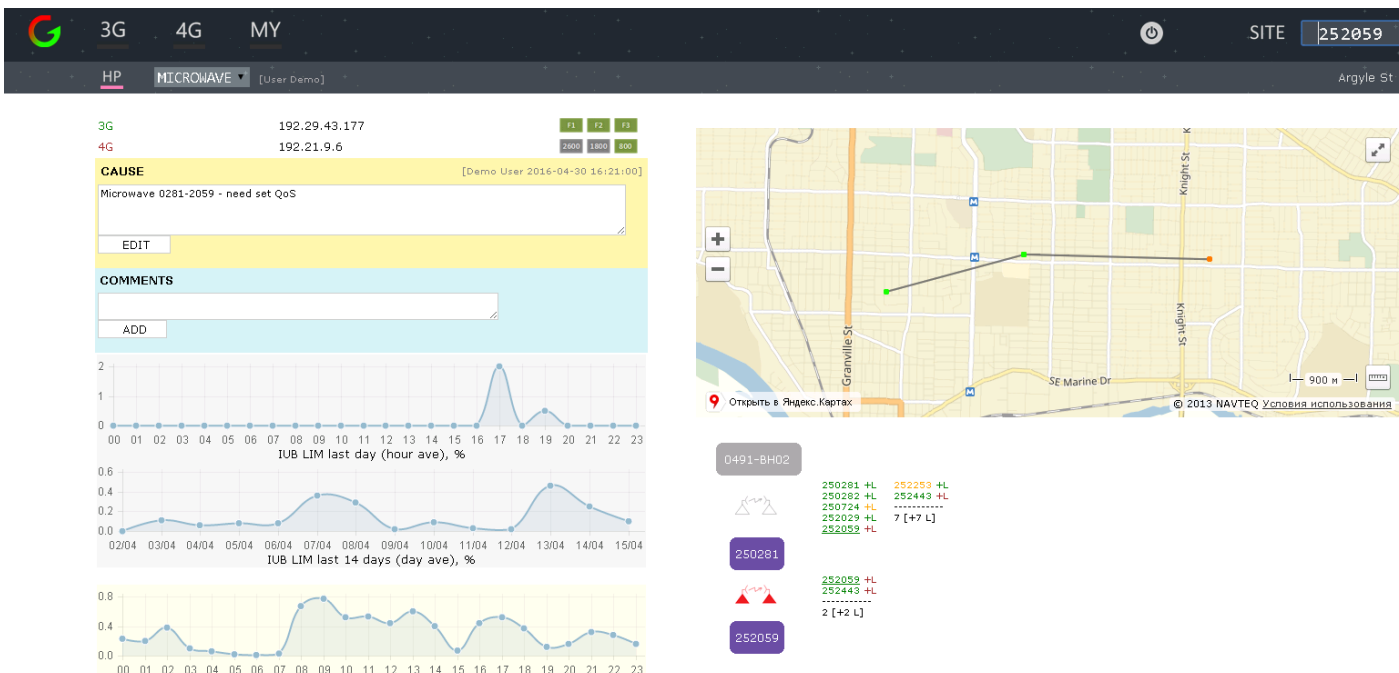 3G 4G MY SITE 252059
HP MICROWAVE ▼ [User Demo] Argyle St
3G 192.29.43.177 F1 F2 F3
4G 192.21.9.6 2600 1800 800
CAUSE [Demo User 2016-04-30 16:21:00]
Microwave 0281-2059 - need set QoS
EDIT
COMMENTS
ADD
2
1
0
00 01 02 03 04 05 06 07 08 09 10 11 12 13 14 15 16 17 18 19 20 21 22 23
IUB LIM last day (hour ave), %
0.6
0.4
0.2
0.0
02/04 03/04 04/04 05/04 06/04 07/04 08/04 09/04 10/04 11/04 12/04 13/04 14/04 15/04
IUB LIM last 14 days (day ave), %
0.8
0.4
0.0
00 01 02 03 04 05 06 07 08 09 10 11 12 13 14 15 16 17 18 19 20 21 22 23
Knight St
K
Granville St
Knight St
SE Marine Dr
900 м
Открыть в Яндекс.Картах
© 2013 NAVTEQ Условия использования
0491-BH02
250281 +L 252253 +L
250282 +L 252443 +L
250724 +L -----------
252029 +L 7 [+7 L]
252059 +L
250281
252059 +L
252443 +L
-----------
2 [+2 L]
252059